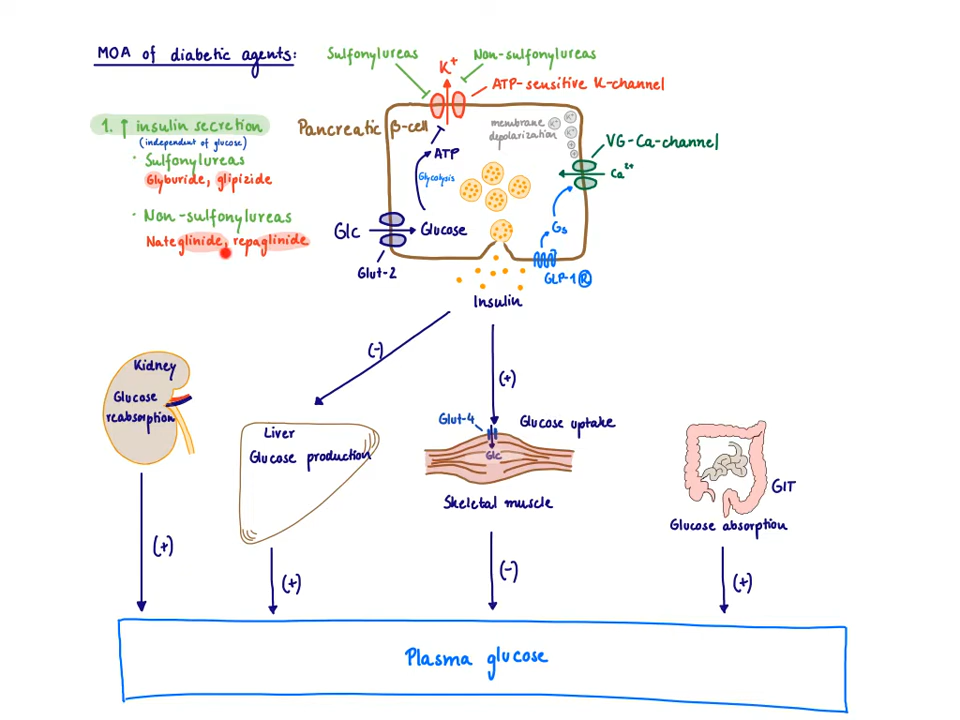 MOA of diabetic agents:
Sulfonylureas
Non-sulfonylureas
K+
ATP-sensitive K-channel
1. ↑ insulin secretion
(independent of glucose)
· Sulfonylureas
Glyburide, glipizide
· Non-sulfonylureas
Nateglinide, repaglinide
Pancreatic β-cell
membrane
depolarization
K+
K+
VG-Ca-channel
Ca2+
ATP
Glycolysis
Glc
Glucose
Glut-2
Gs
GLP-1 R
Insulin
(-)
(+)
Kidney
Glucose
reabsorption
Liver
Glucose production
Glut-4
Glucose uptake
Glc
Skeletal muscle
GIT
Glucose absorption
(+)
(+)
(-)
(+)
Plasma glucose